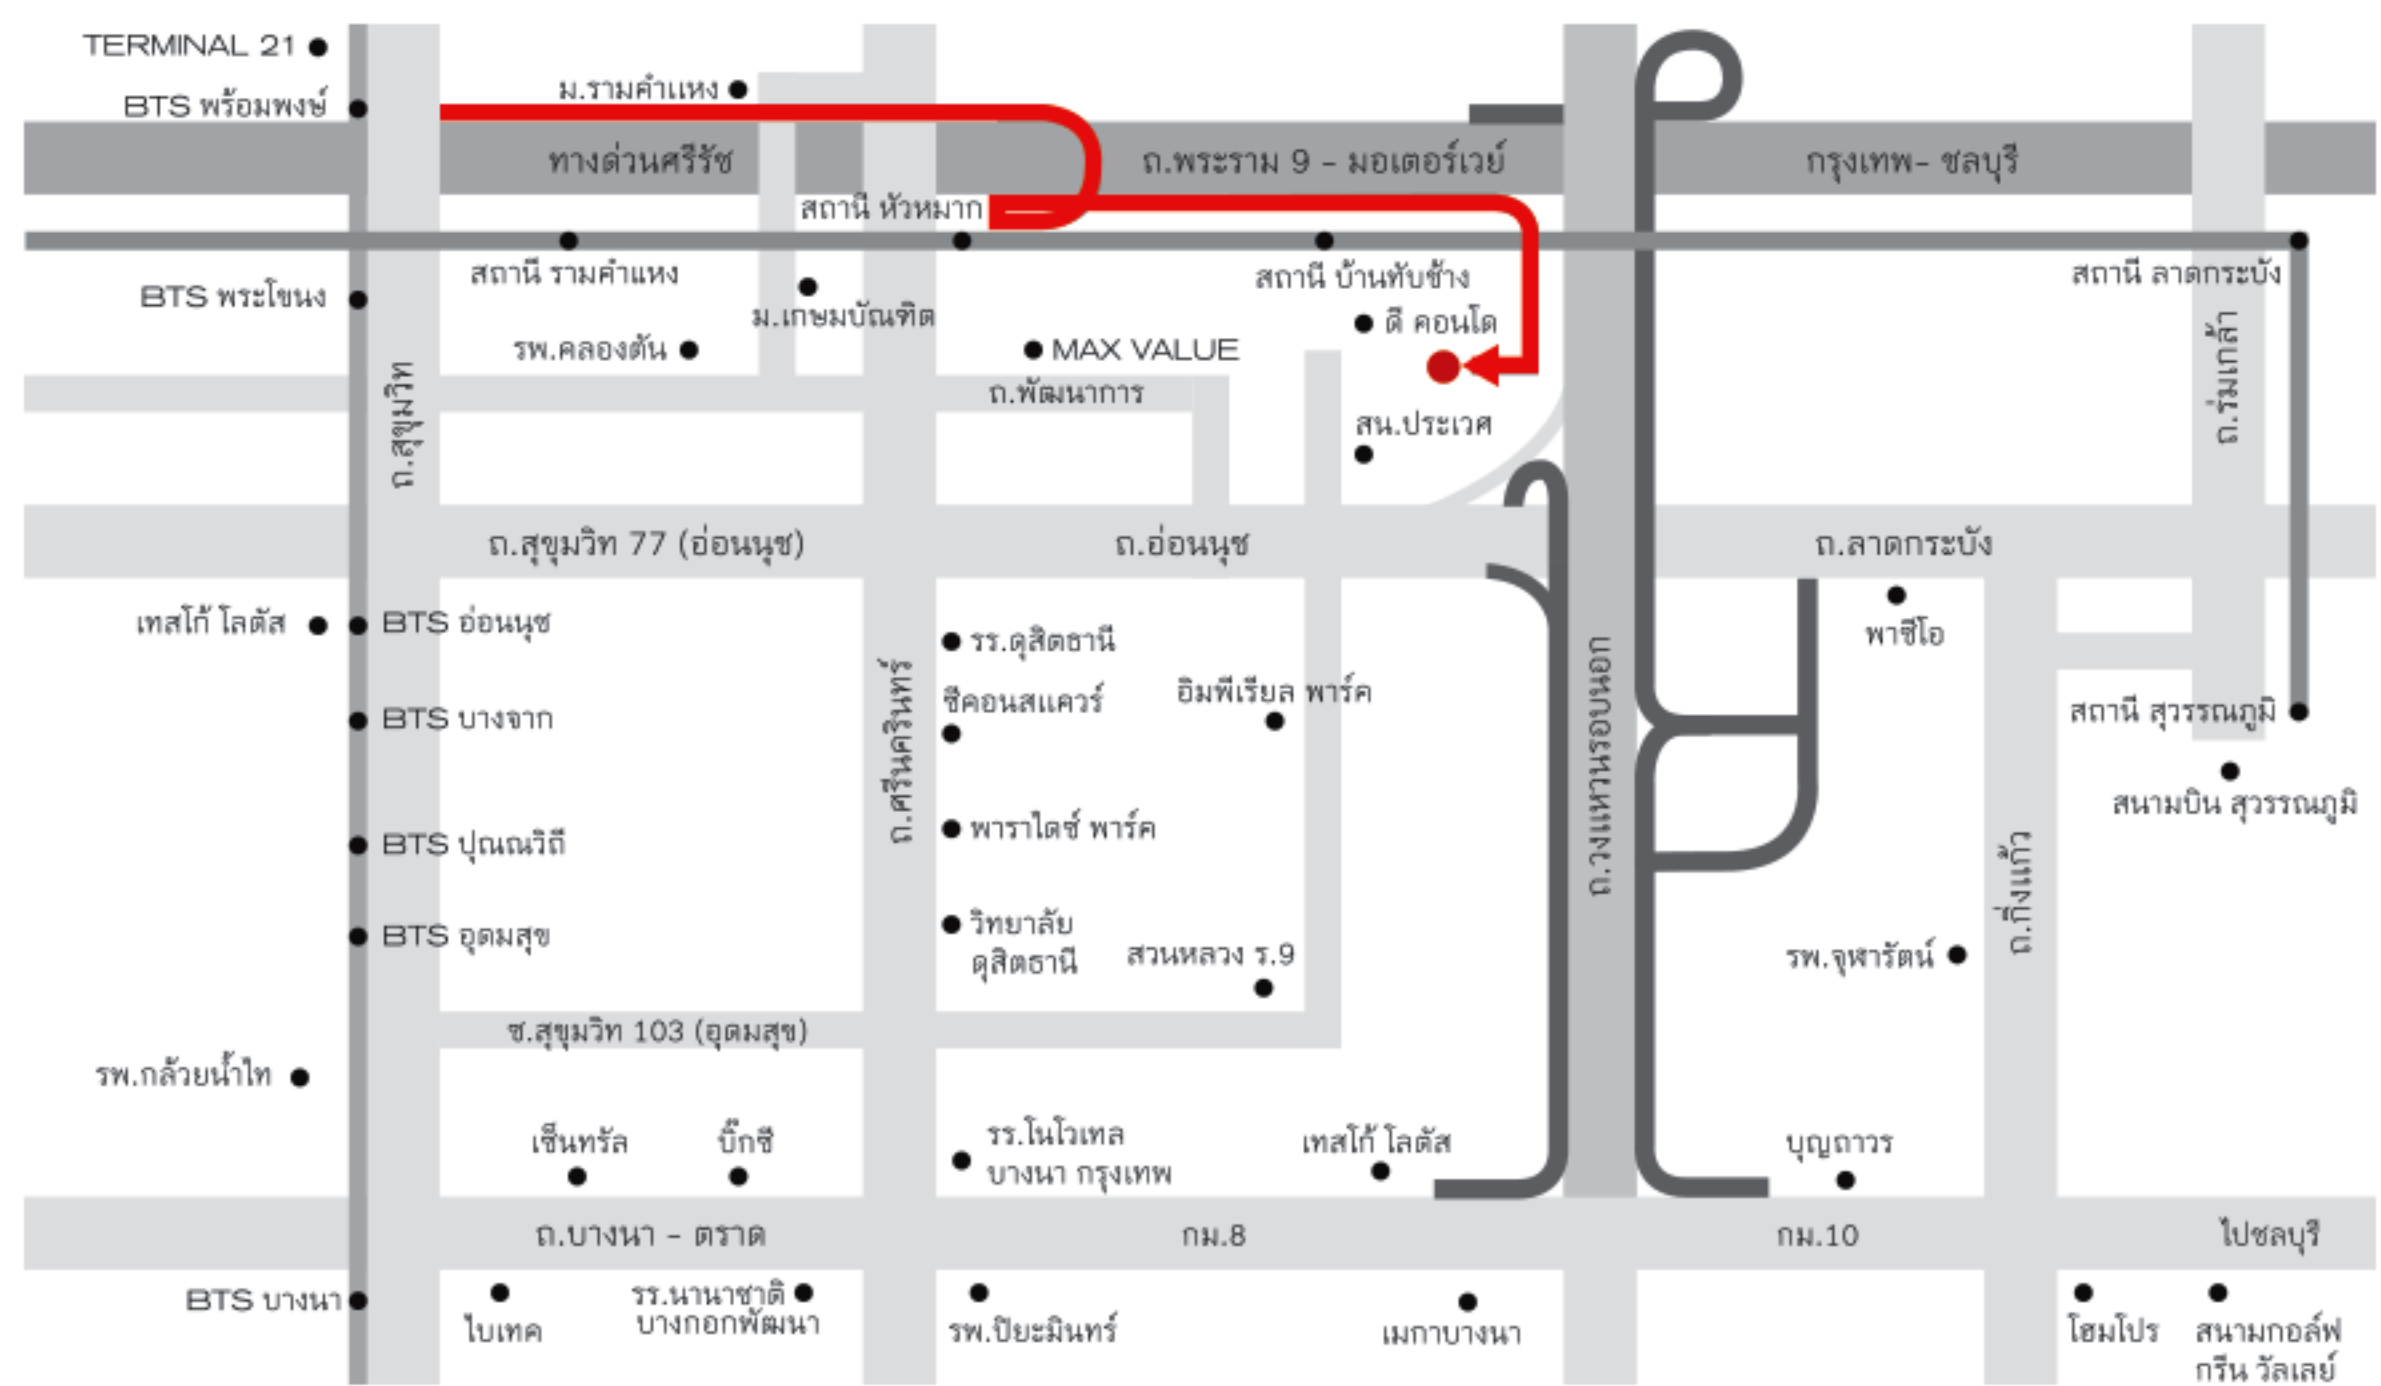 TERMINAL 21
BTS พร้อมพงษ์
ม.รามคำแหง
ทางด่วนศรีรัช
ถ.พระราม 9 - มอเตอร์เวย์
กรุงเทพ- ชลบุรี
สถานี หัวหมาก
สถานี รามคำแหง
สถานี บ้านทับช้าง
สถานี ลาดกระบัง
BTS พระโขนง
ม.เกษมบัณฑิต
ดี คอนโด
รพ.คลองตัน
MAX VALUE
ถ.พัฒนาการ
ถ.สุขุมวิท
สน.ประเวศ
ถ.ร่มเกล้า
ถ.สุขุมวิท 77 (อ่อนนุช)
ถ.อ่อนนุช
ถ.ลาดกระบัง
เทสโก้ โลตัส
BTS อ่อนนุช
รร.ดุสิตธานี
พาซีโอ
BTS บางจาก
ถ.ศรีนครินทร์
ซีคอนสแควร์
อิมพีเรียล พาร์ค
ถ.วงแหวนรอบนอก
สถานี สุวรรณภูมิ
สนามบิน สุวรรณภูมิ
BTS ปุณณวิถี
พาราไดซ์ พาร์ค
ถ.กิ่งแก้ว
BTS อุดมสุข
วิทยาลัย
ดุสิตธานี
สวนหลวง ร.9
รพ.จุฬารัตน์
ซ.สุขุมวิท 103 (อุดมสุข)
รพ.กล้วยน้ำไท
เซ็นทรัล
บิ๊กซี
รร.โนโวเทล
บางนา กรุงเทพ
เทสโก้ โลตัส
บุญถาวร
ถ.บางนา - ตราด
กม.8
กม.10
ไปชลบุรี
BTS บางนา
ไบเทค
รร.นานาชาติ
บางกอกพัฒนา
รพ.ปิยะมินทร์
เมกาบางนา
โฮมโปร
สนามกอล์ฟ
กรีน วัลเลย์